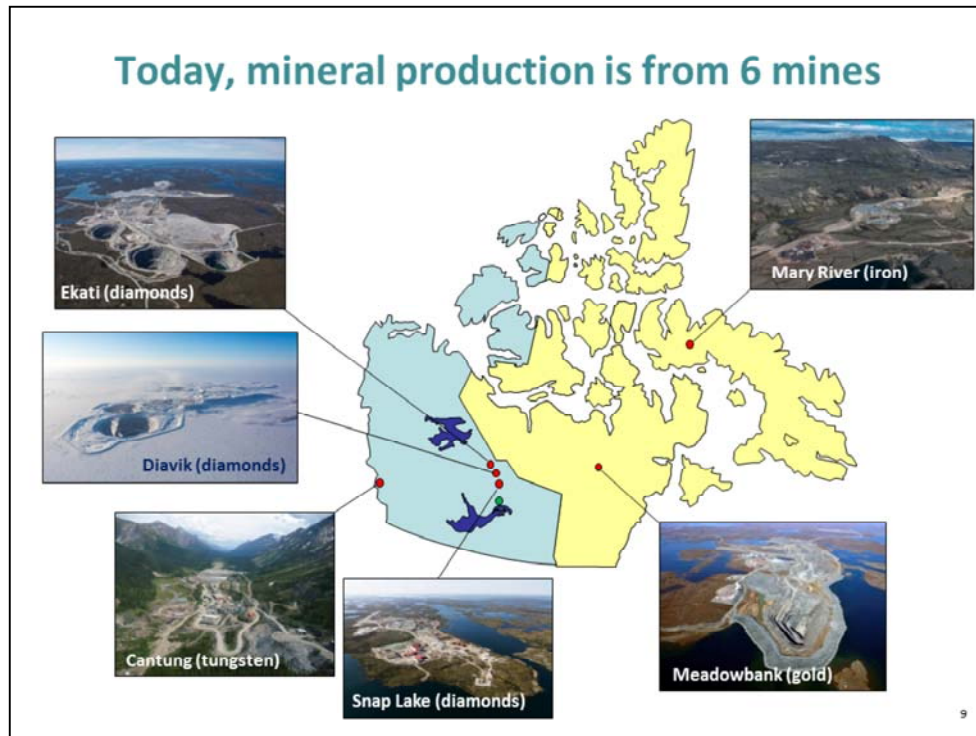 Today, mineral production is from 6 mines
Ekati (diamonds)
Mary River (iron)
Diavik (diamonds)
Cantung (tungsten)
Snap Lake (diamonds)
Meadowbank (gold)
9